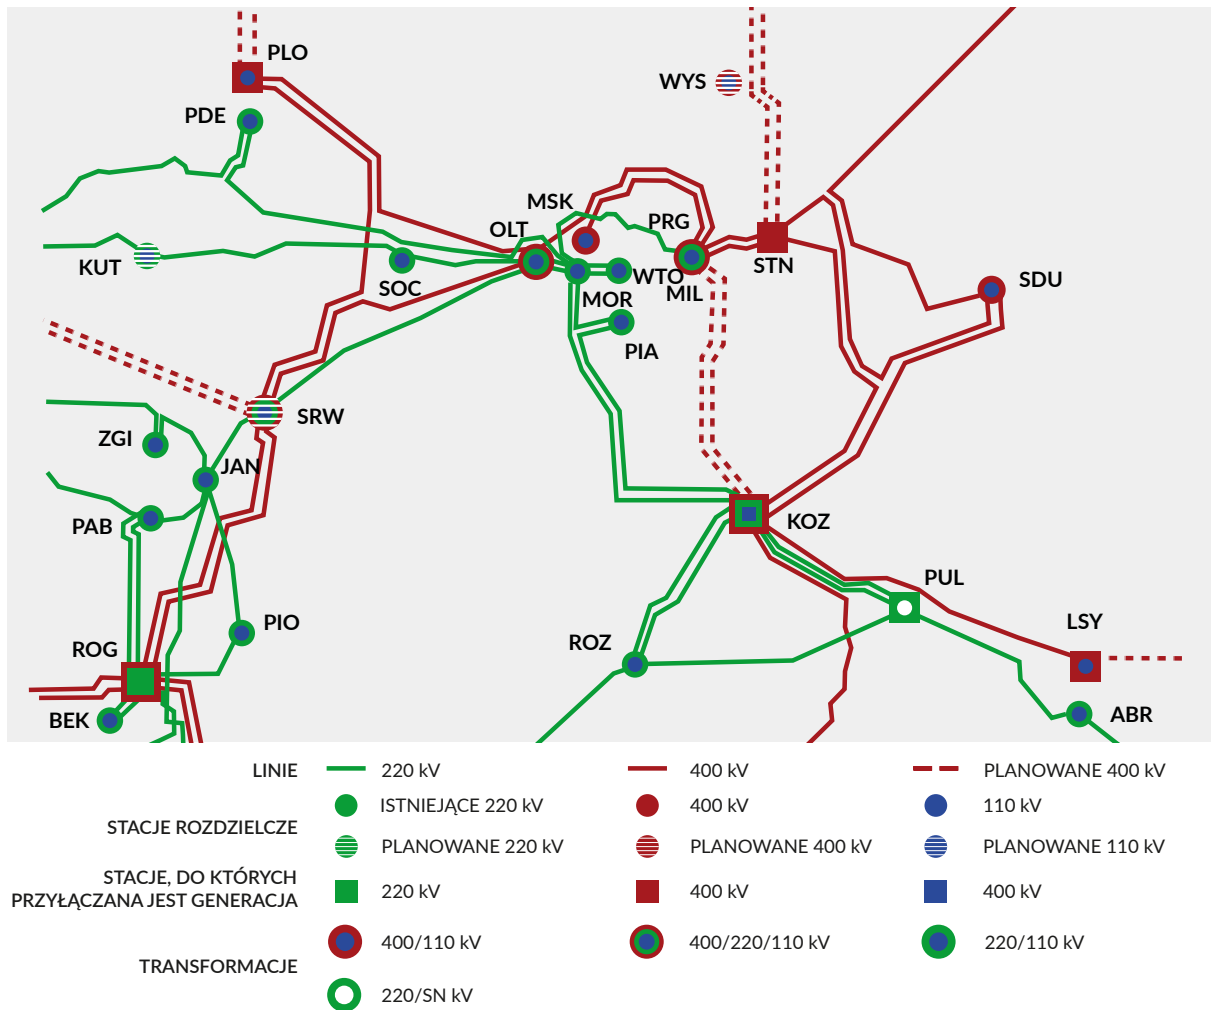 PLO
WYS
PDE
MSK
PRG
OLT
KUT
SOC
WTO
STN
SDU
MIL
MOR
PIA
SRW
ZGI
JAN
PAB
KOZ
PUL
PIO
LSY
ROZ
ROG
BEK
ABR
LINIE 220 kV 400 kV PLANOWANE 400 kV
ISTNIEJĄCE 220 kV 400 kV 110 kV
STACJE ROZDZIELCZE
PLANOWANE 220 kV PLANOWANE 400 kV PLANOWANE 110 kV
STACJE, DO KTÓRYCH
PRZYŁĄCZANA JEST GENERACJA
220 kV 400 kV 400 kV
400/110 kV 400/220/110 kV 220/110 kV
TRANSFORMACJE
220/SN kV